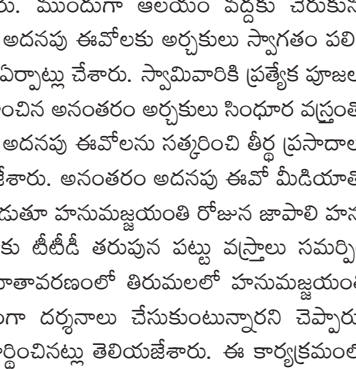 రు. ముందుగా ఆలయం వద్దకు చేరుకున
అదనపు ఈవోలకు అర్చకులు స్వాగతం పలి
ఏర్పాట్లు చేశారు. స్వామివారికి ప్రత్యేక పూజల
ంచిన అనంతరం అర్చకులు సింధూర వస్త్రంత
అదనపు ఈవోలను సత్కరించి తీర్థ ప్రసాదాల
జేశారు. అనంతరం అదనపు ఈవో మీడియాత
డుతూ హనుమజ్జయంతి రోజున జాపాలి హన
కు టీటీడీ తరుపున పట్టు వస్త్రాలు సమర్పి
వాతావరణంలో తిరుమలలో హనుమజ్జయంత
ంగా దర్శనాలు చేసుకుంటున్నారని చెప్పారు
ర్థించినట్లు తెలియజేశారు. ఈ కార్యక్రమంల